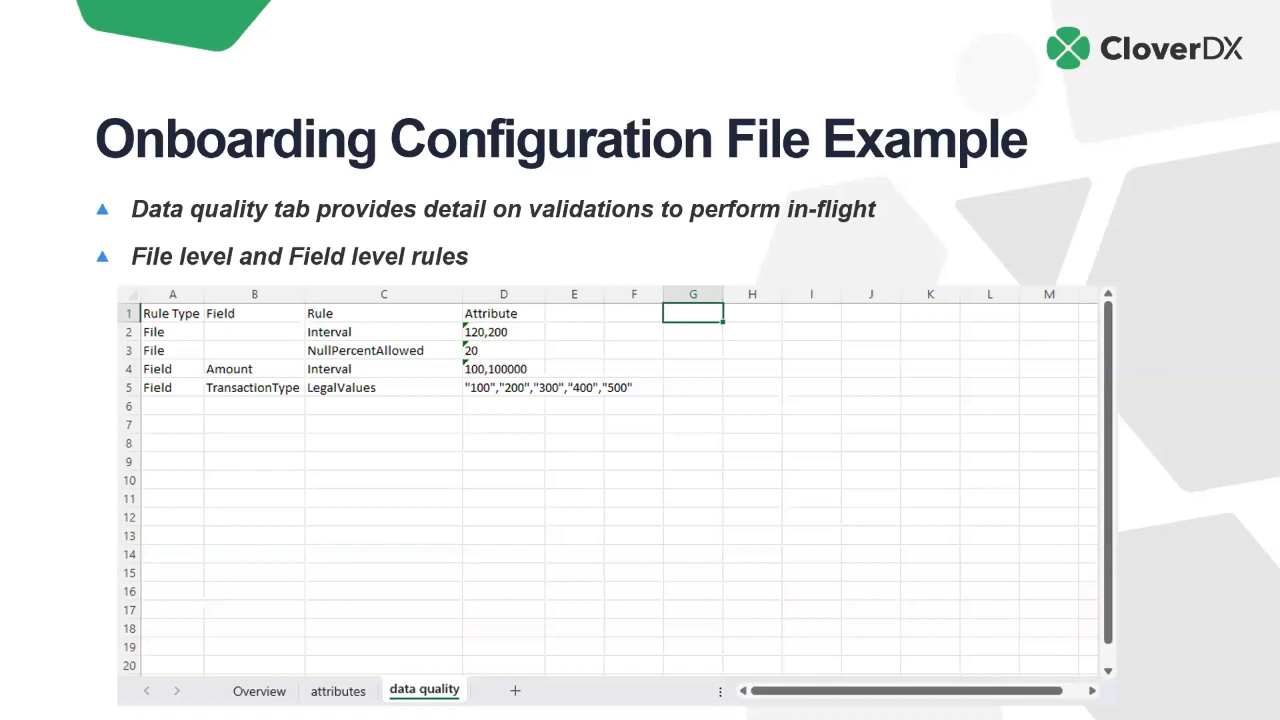 CloverDX
Onboarding Configuration File Example
Data quality tab provides detail on validations to perform in-flight
File level and Field level rules
A B C D E F G H I J K L M
1 Rule Type Field Rule Attribute
2 File Interval 120,200
3 File NullPercentAllowed 20
4 Field Amount Interval 100,100000
5 Field TransactionType LegalValues "100","200","300","400","500"
6
7
8
9
10
11
12
13
14
15
16
17
18
19
20
Overview attributes data quality